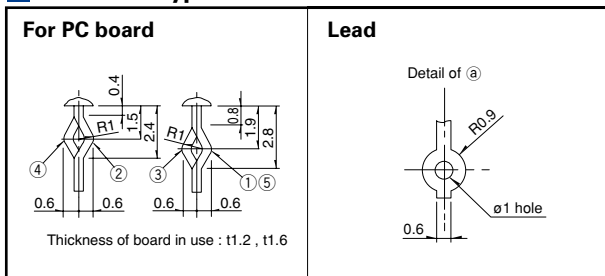 For PC board
0.4
R1
1.5
2.4
④
②
0.6
0.6
R1
0.8
1.9
2.8
③
①⑤
0.6
0.6
Thickness of board in use : t1.2 , t1.6
Lead
Detail of ⓐ
R0.9
ø1 hole
0.6